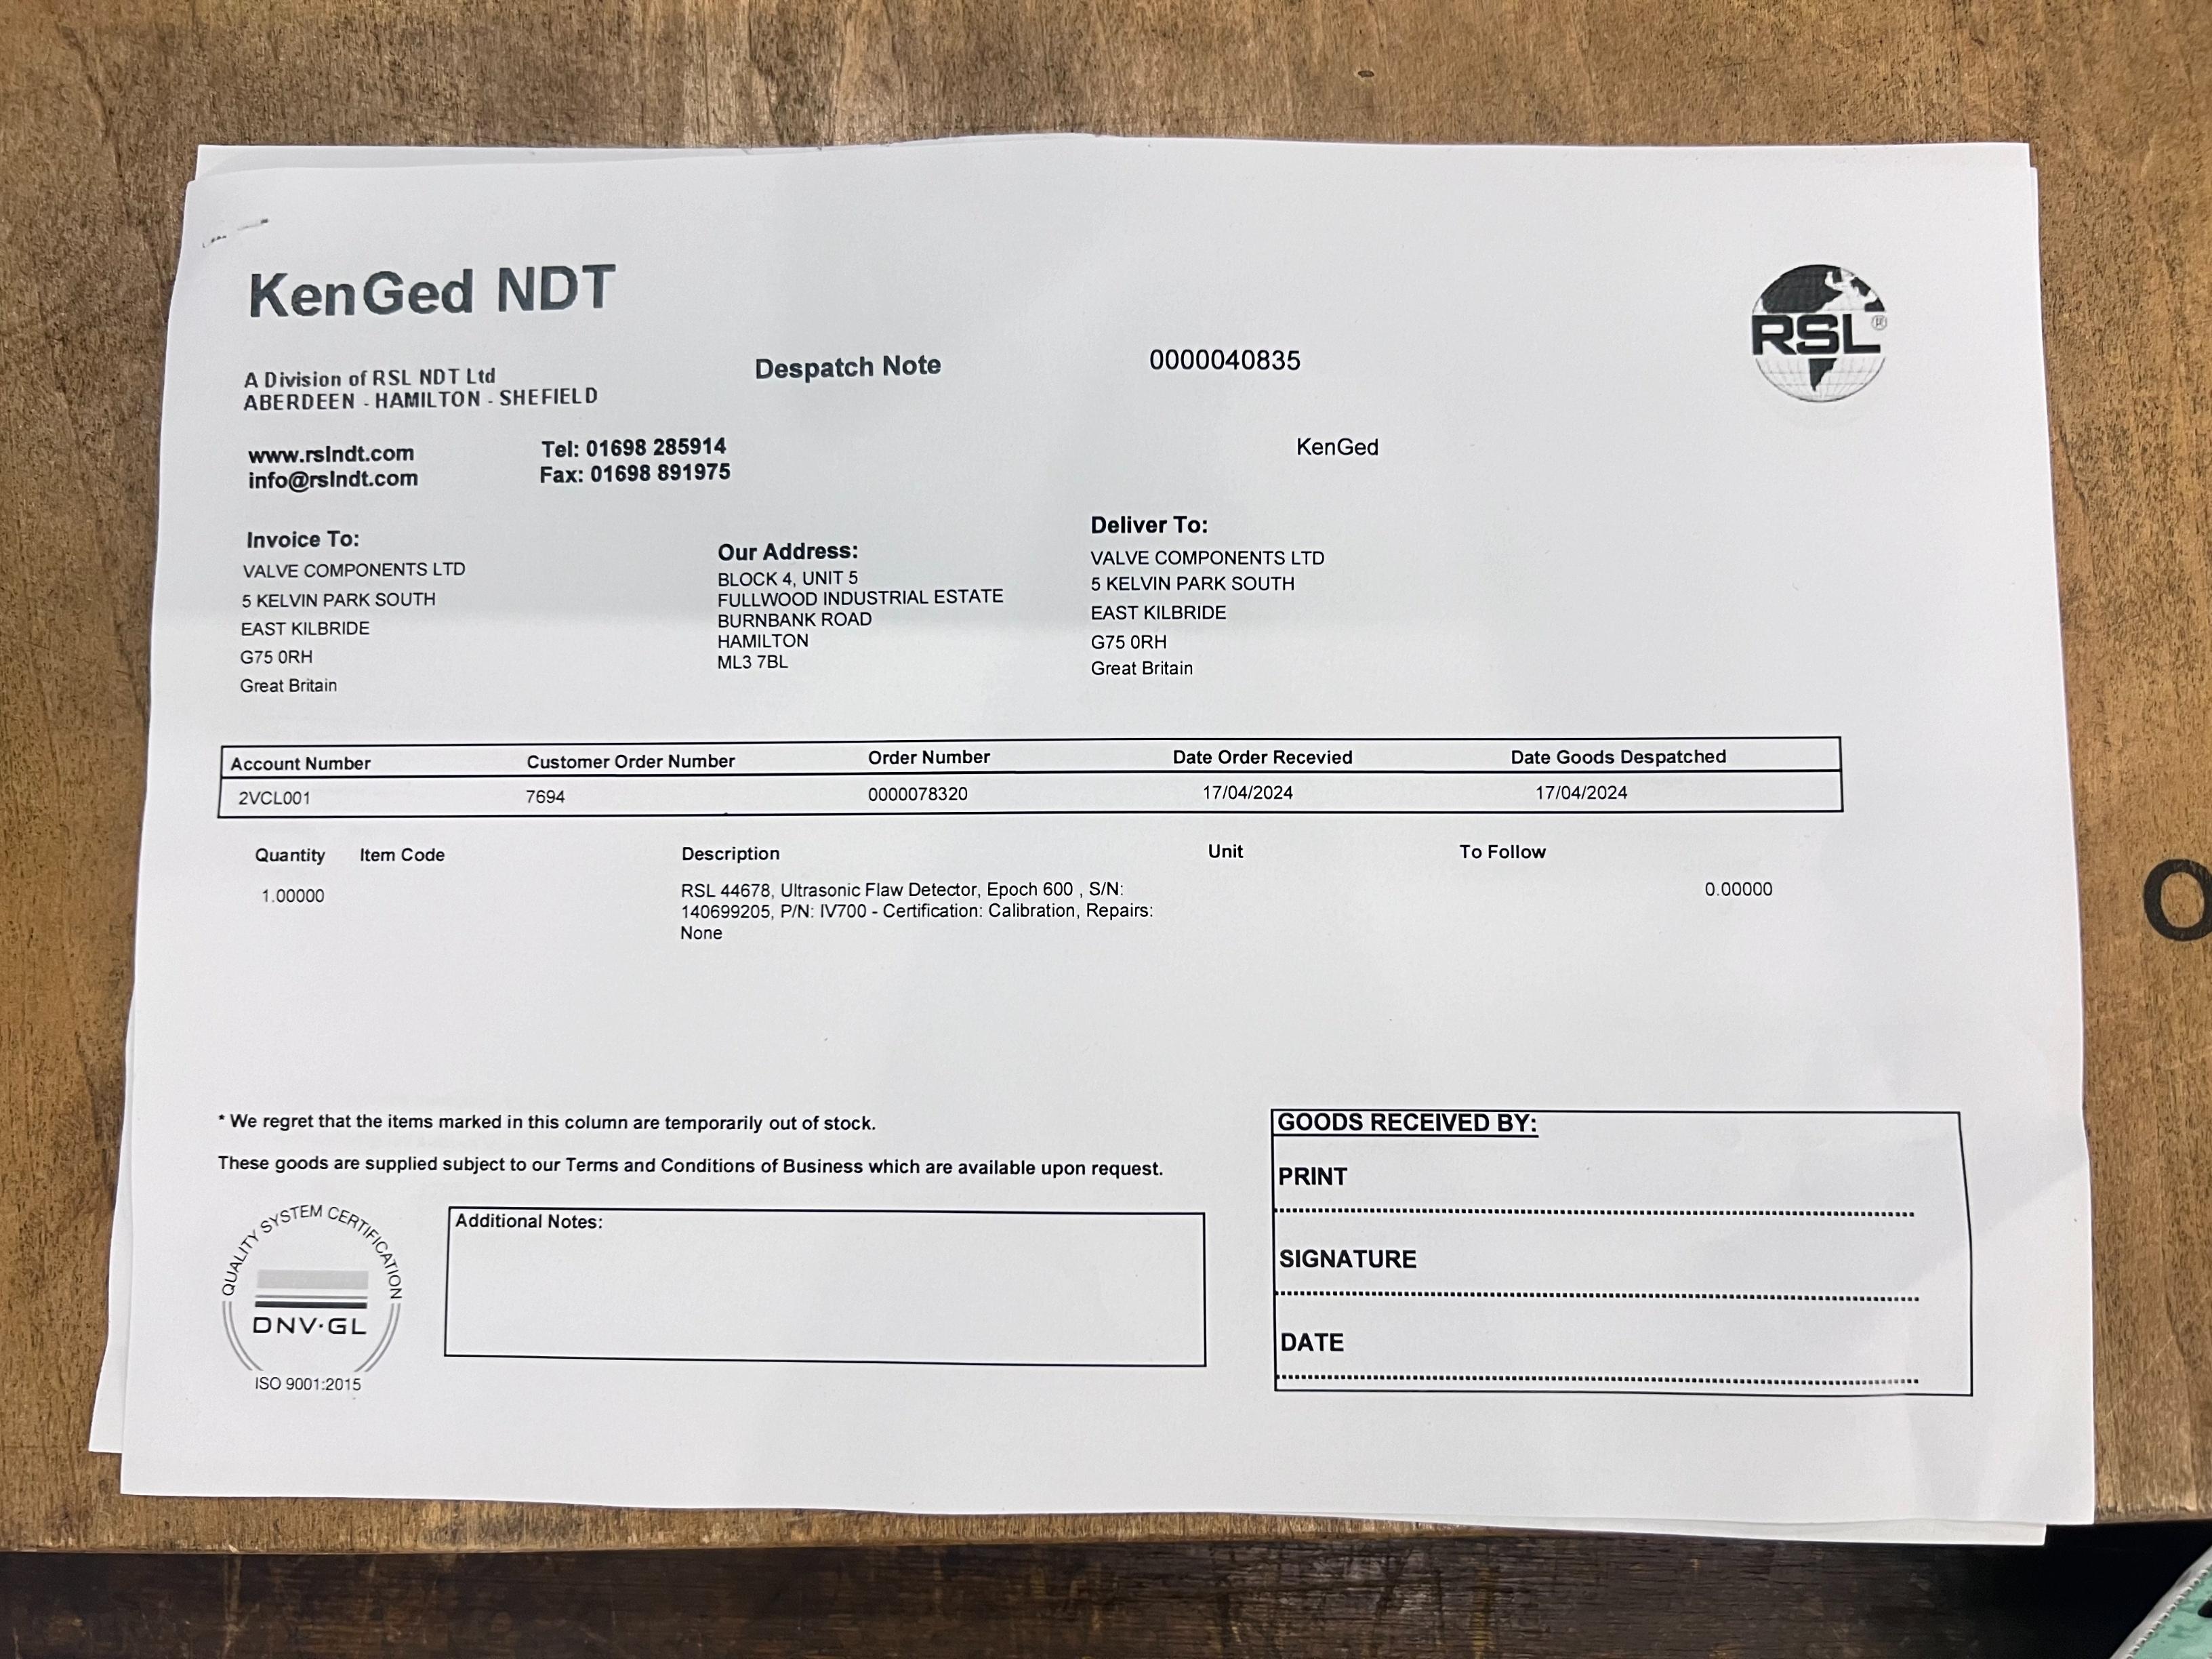 KenGed NDT
RSL®
A Division of RSL NDT Ltd
ABERDEEN - HAMILTON - SHEFIELD
Despatch Note
0000040835
www.rslndt.com
info@rslndt.com
Tel: 01698 285914
Fax: 01698 891975
KenGed
Invoice To:
VALVE COMPONENTS LTD
5 KELVIN PARK SOUTH
EAST KILBRIDE
G75 0RH
Great Britain
Our Address:
BLOCK 4, UNIT 5
FULLWOOD INDUSTRIAL ESTATE
BURNBANK ROAD
HAMILTON
ML3 7BL
Deliver To:
VALVE COMPONENTS LTD
5 KELVIN PARK SOUTH
EAST KILBRIDE
G75 0RH
Great Britain
Account Number Customer Order Number Order Number Date Order Recevied Date Goods Despatched
2VCL001 7694 0000078320 17/04/2024 17/04/2024
Quantity Item Code Description Unit To Follow
1.00000 RSL 44678, Ultrasonic Flaw Detector, Epoch 600 , S/N: 0.00000
140699205, P/N: IV700 - Certification: Calibration, Repairs:
None
* We regret that the items marked in this column are temporarily out of stock.
These goods are supplied subject to our Terms and Conditions of Business which are available upon request.
QUALITY SYSTEM CERTIFICATION
DNV·GL
ISO 9001:2015
Additional Notes:
GOODS RECEIVED BY:
PRINT
SIGNATURE
DATE